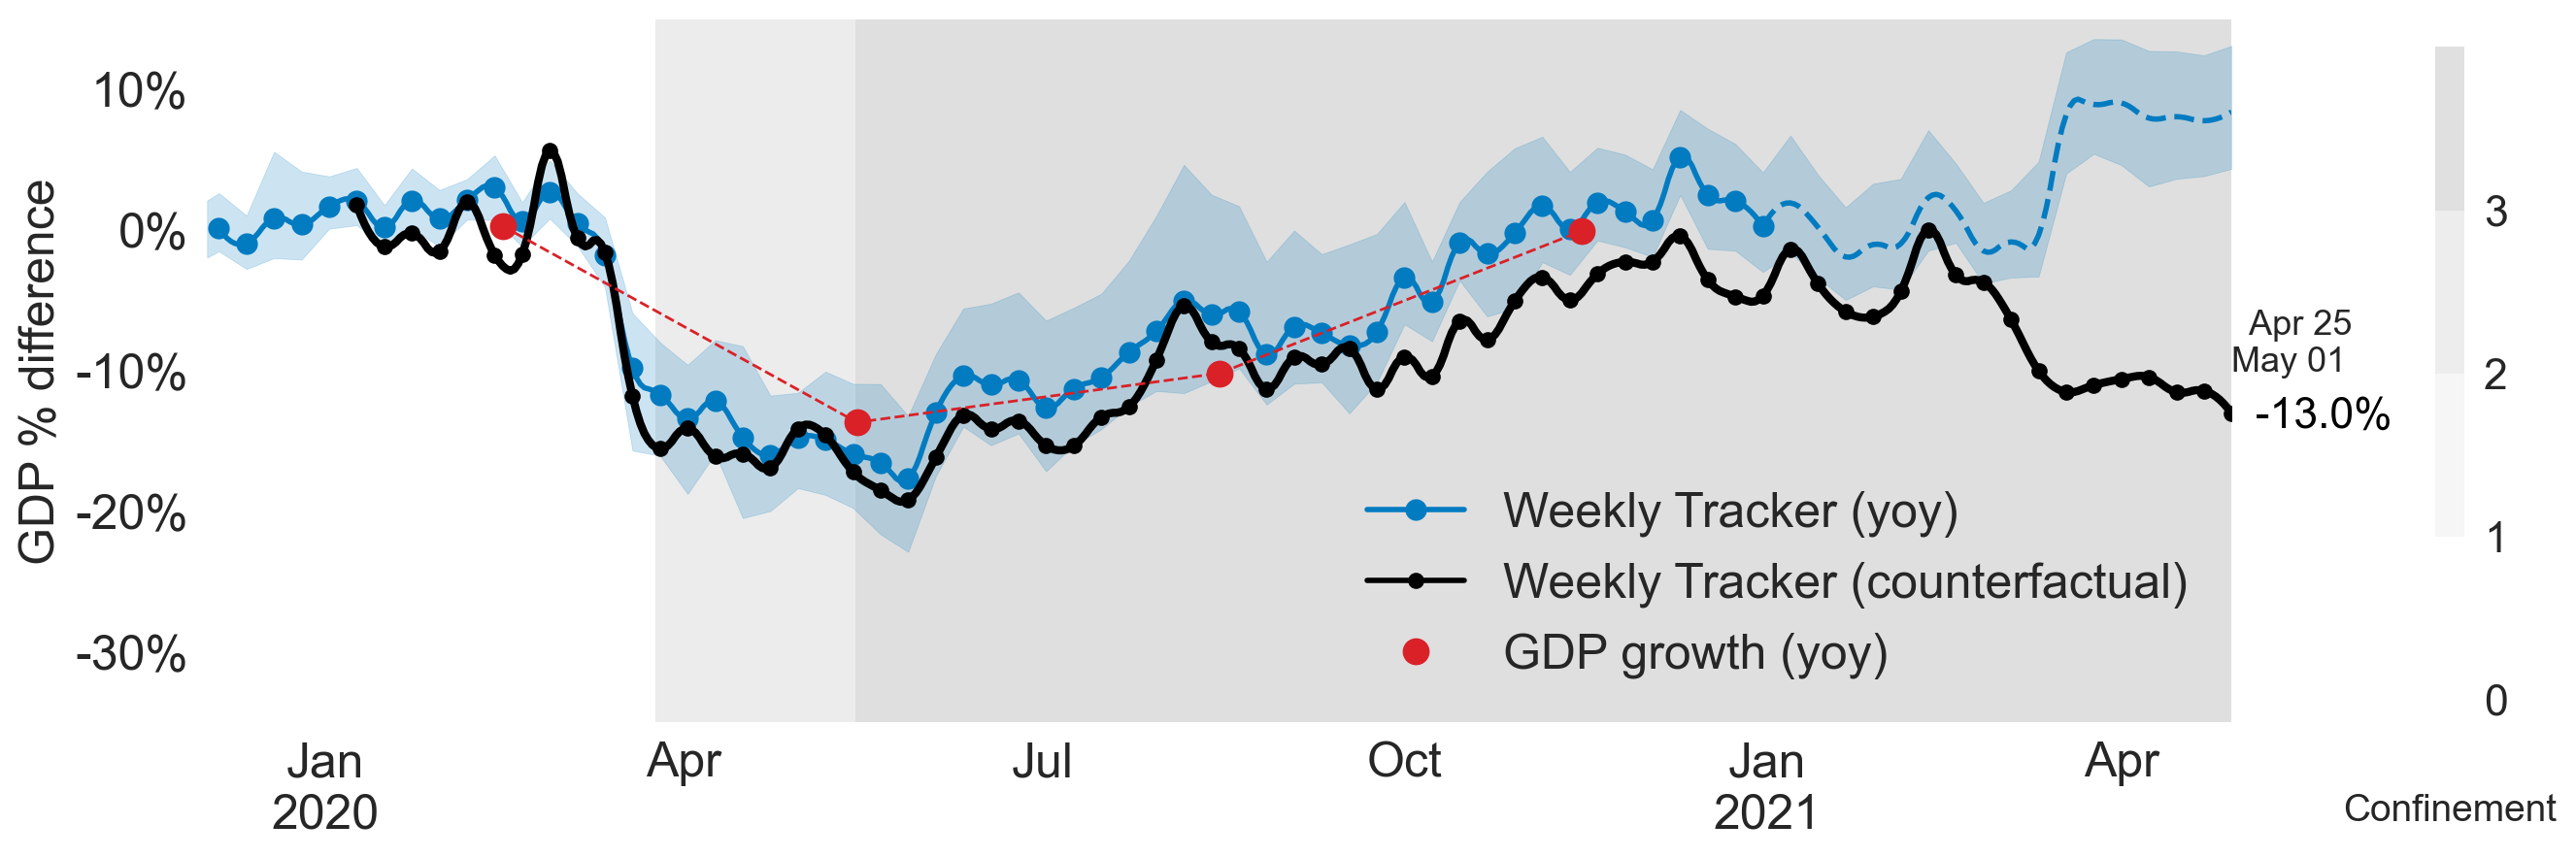 GDP % difference
10%
0%
-10%
-20%
-30%
Jan
2020
Apr
Jul
Oct
Jan
2021
Apr
Weekly Tracker (yoy)
Weekly Tracker (counterfactual)
GDP growth (yoy)
Apr 25
May 01
-13.0%
3
2
1
0
Confinement